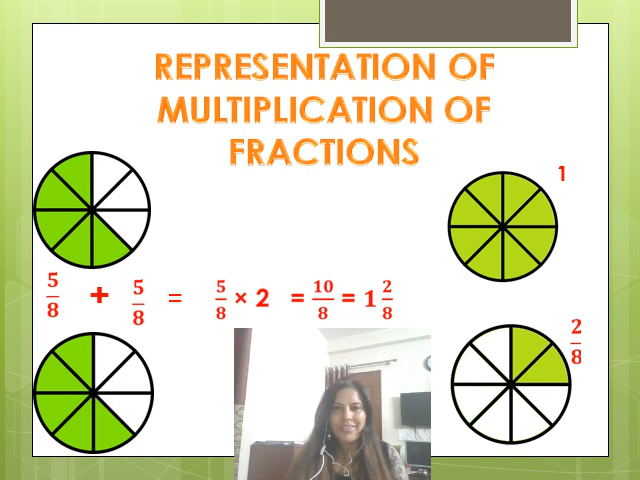 REPRESENTATION OF
MULTIPLICATION OF
FRACTIONS
1
5/8 + 5/8 = 5/8 × 2 = 10/8 = 1 2/8
2/8